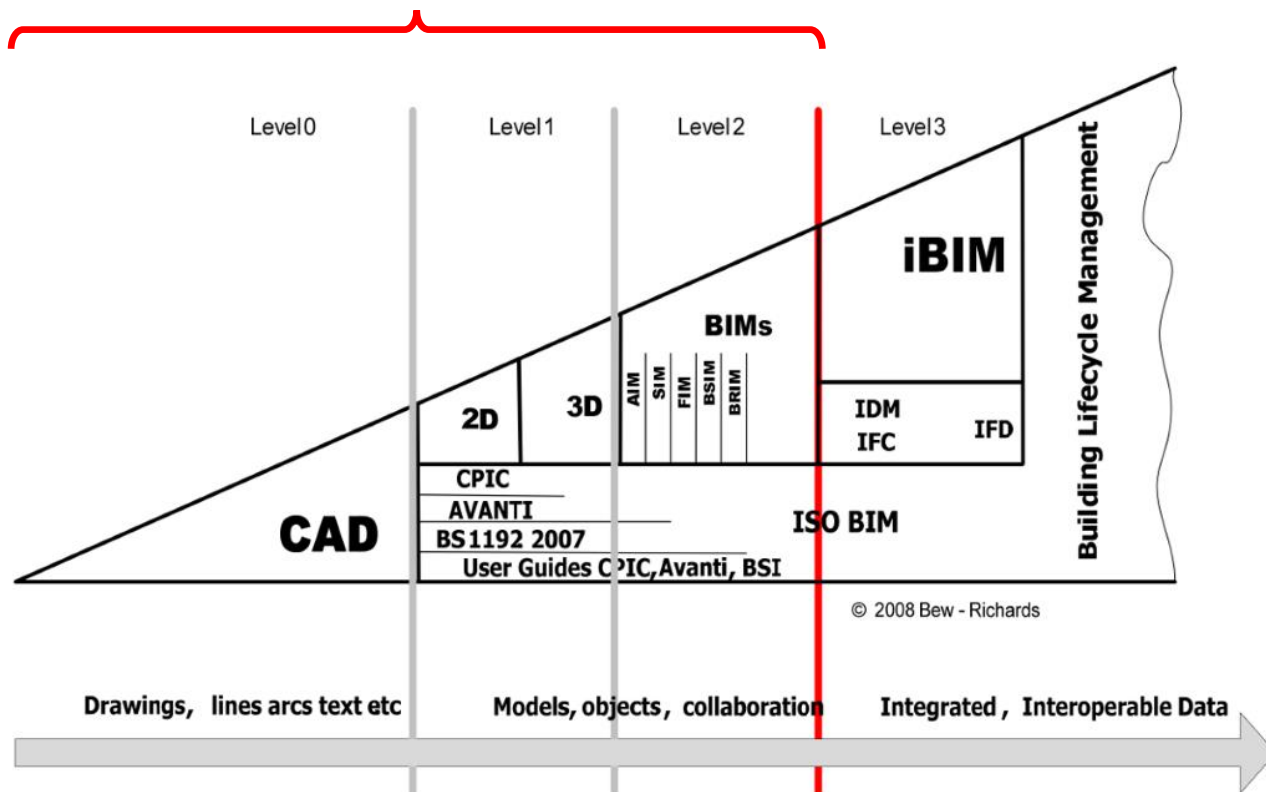 Level0
Level1
Level2
Level3
iBIM
BIMs
AIM
SIM
FIM
BSIM
BRIM
2D
3D
IDM
IFC
IFD
Building Lifecycle Management
CPIC
AVANTI
BS1192 2007
User Guides CPIC,Avanti, BSI
CAD
ISO BIM
© 2008 Bew - Richards
Drawings, lines arcs text etc
Models, objects, collaboration
Integrated , Interoperable Data